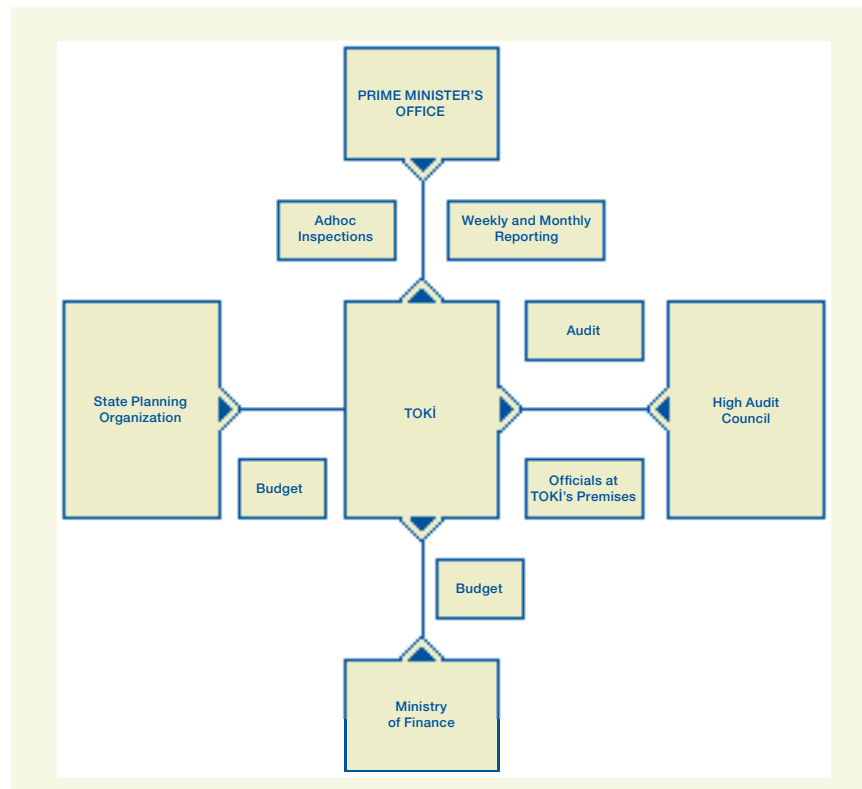 PRIME MINISTER'S
OFFICE
Adhoc
Inspections
Weekly and Monthly
Reporting
Audit
State Planning
Organization
TOKİ
High Audit
Council
Budget
Officials at
TOKİ's Premises
Budget
Ministry
of Finance